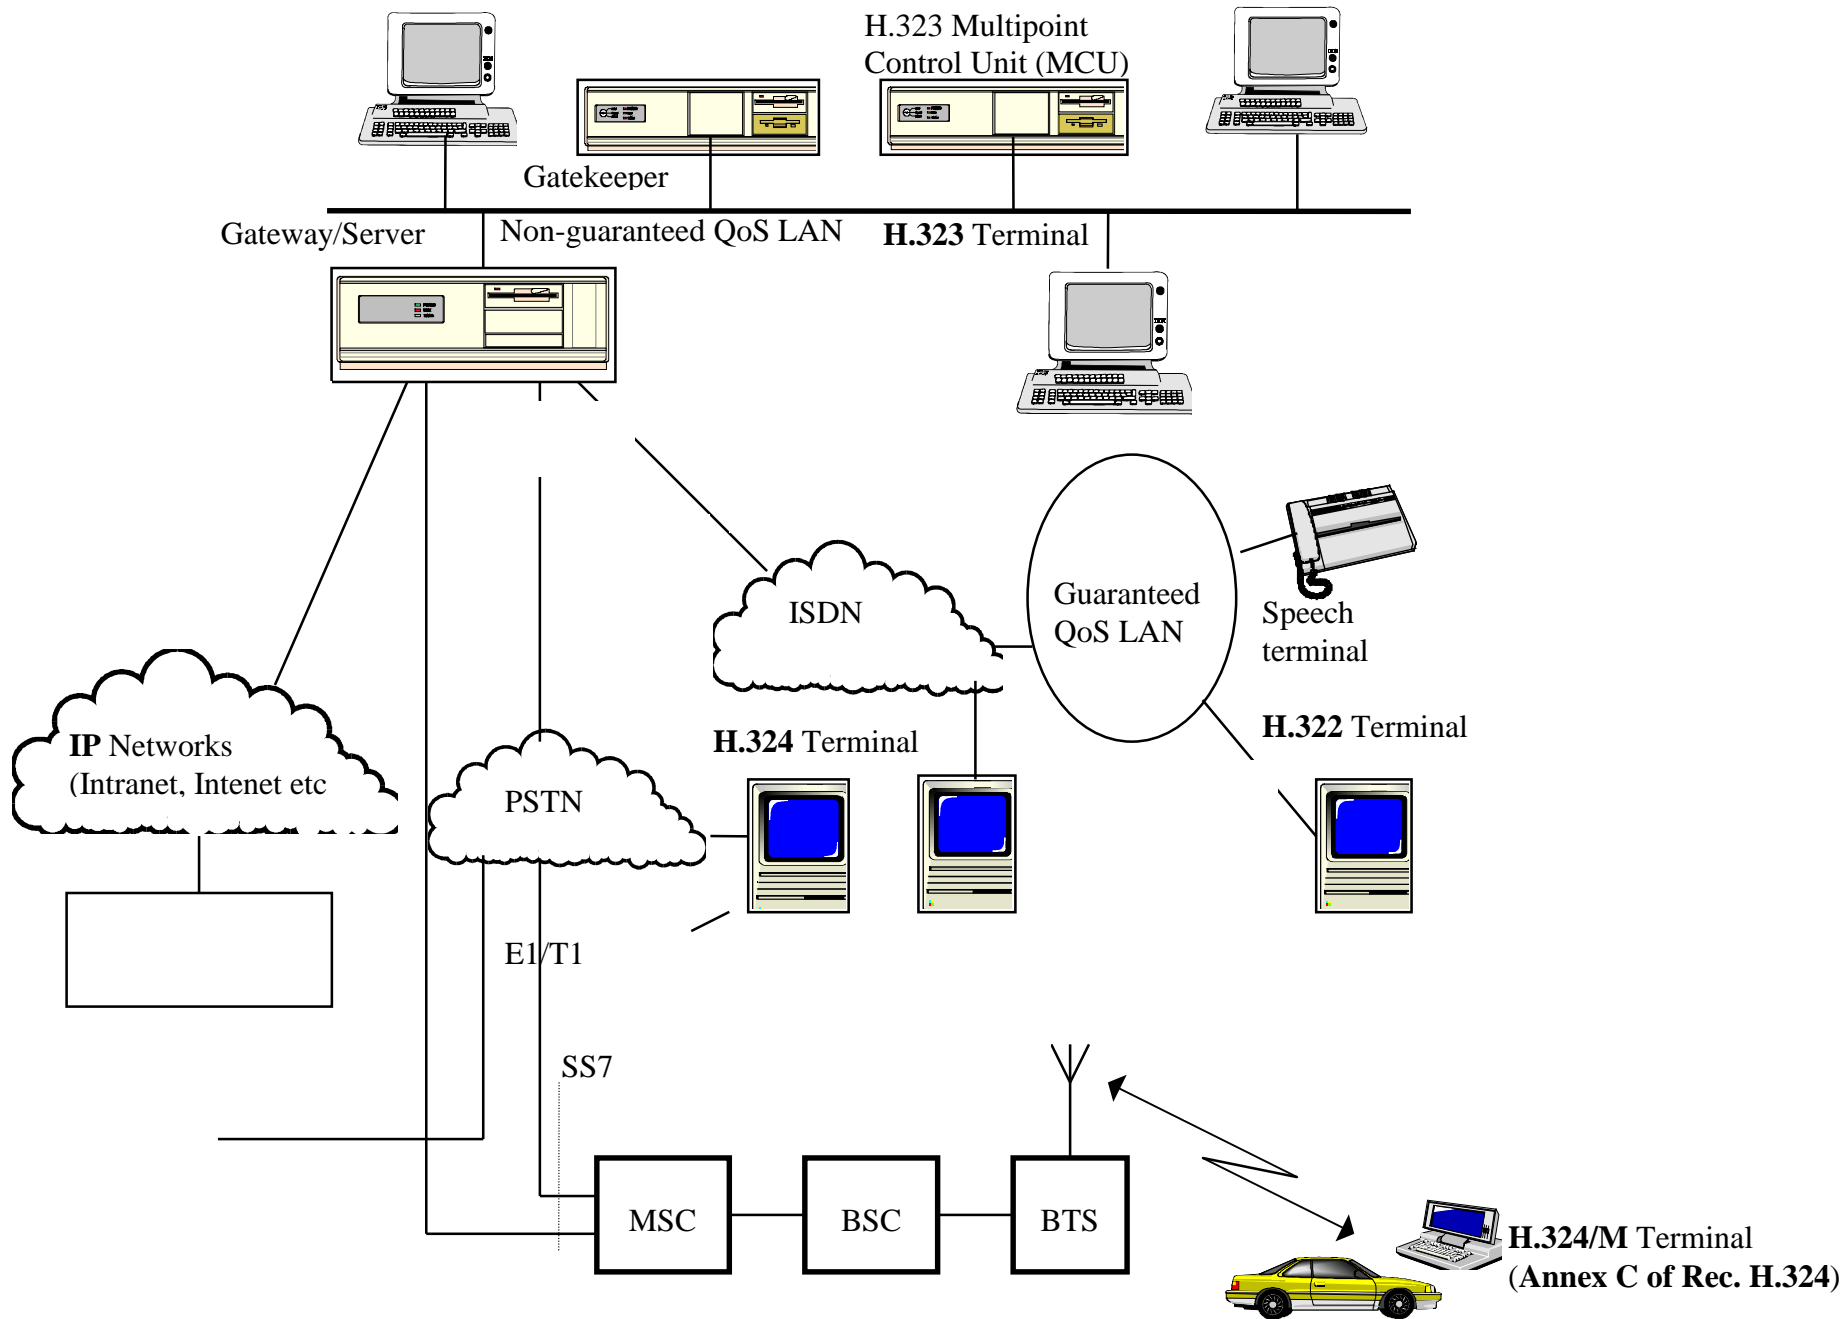 H.323 Multipoint
Control Unit (MCU)
Gatekeeper
Gateway/Server
Non-guaranteed QoS LAN
H.323 Terminal
ISDN
Guaranteed
QoS LAN
Speech
terminal
IP Networks
(Intranet, Intenet etc
PSTN
H.324 Terminal
H.322 Terminal
E1/T1
SS7
MSC
BSC
BTS
H.324/M Terminal
(Annex C of Rec. H.324)